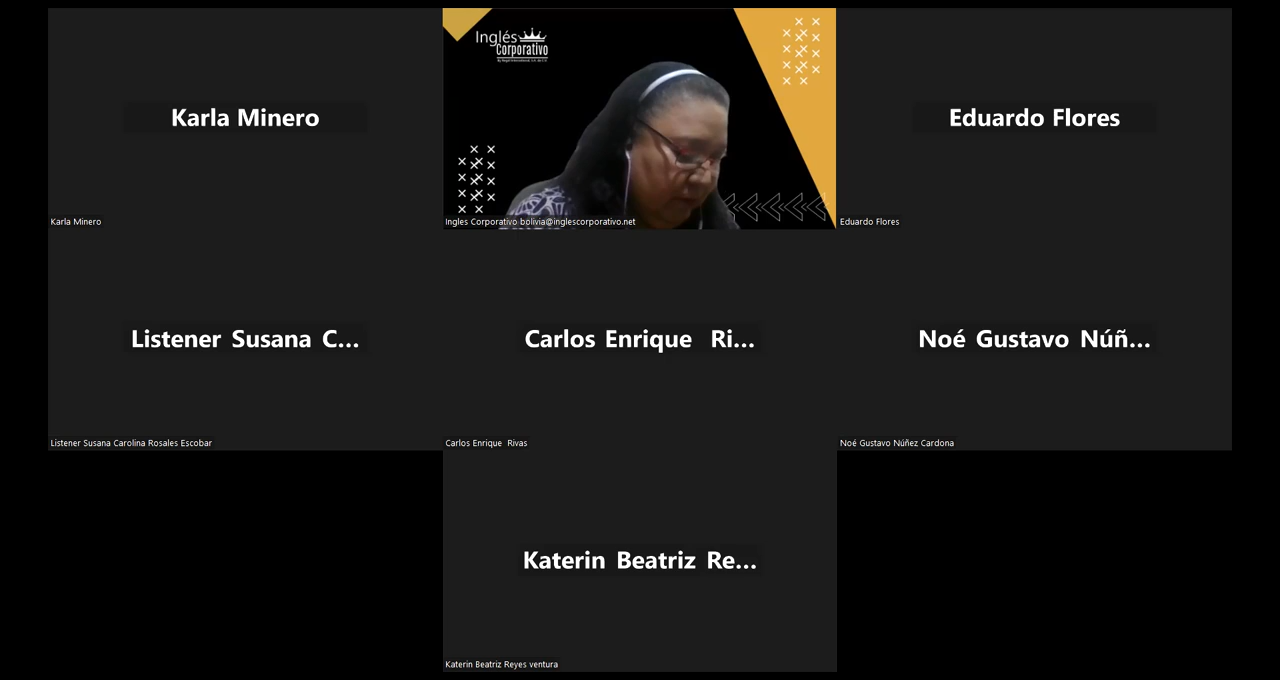 Karla Minero
Karla Minero
Inglés
Corporativo
Ingles Corporativo bolivia@inglescorporativo.net
Eduardo Flores
Eduardo Flores
Listener Susana C...
Listener Susana Carolina Rosales Escobar
Carlos Enrique Ri...
Carlos Enrique Rivas
Noé Gustavo Núñ...
Noé Gustavo Núñez Cardona
Katerin Beatriz Re...
Katerin Beatriz Reyes ventura